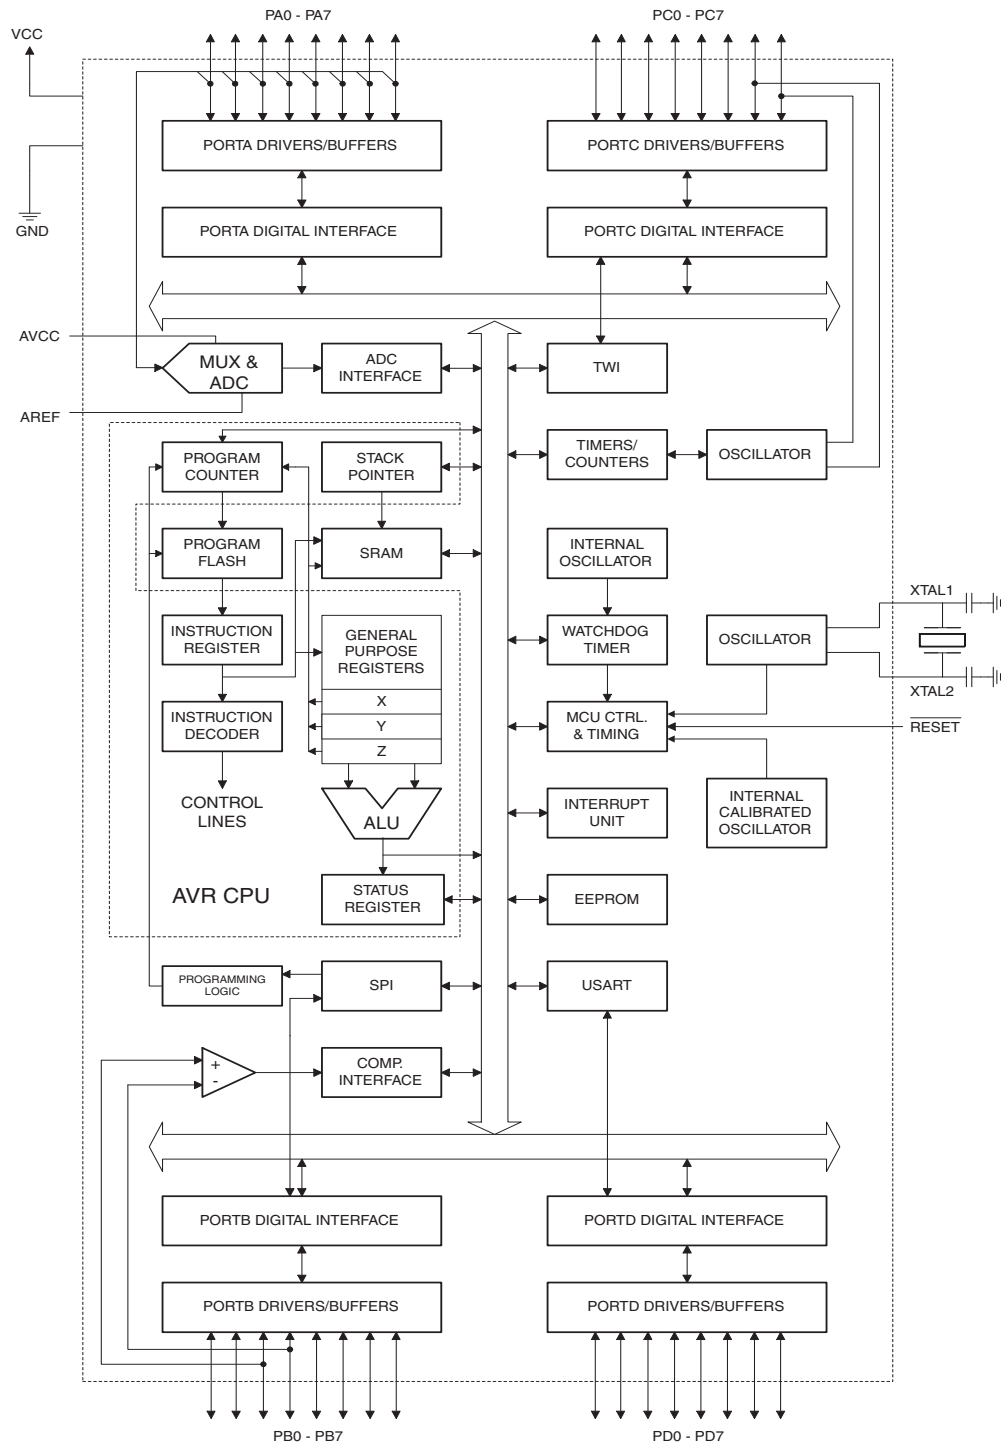 PA0 - PA7
PC0 - PC7
VCC
PORTA DRIVERS/BUFFERS
PORTC DRIVERS/BUFFERS
GND
PORTA DIGITAL INTERFACE
PORTC DIGITAL INTERFACE
AVCC
MUX &
ADC
ADC
INTERFACE
TWI
AREF
PROGRAM
COUNTER
STACK
POINTER
TIMERS/
COUNTERS
OSCILLATOR
PROGRAM
FLASH
SRAM
INTERNAL
OSCILLATOR
XTAL1
INSTRUCTION
REGISTER
GENERAL
PURPOSE
REGISTERS
WATCHDOG
TIMER
OSCILLATOR
XTAL2
X
INSTRUCTION
DECODER
Y
Z
MCU CTRL.
& TIMING
RESET
CONTROL
LINES
ALU
INTERRUPT
UNIT
INTERNAL
CALIBRATED
OSCILLATOR
AVR CPU
STATUS
REGISTER
EEPROM
PROGRAMMING
LOGIC
SPI
USART
+
-
COMP.
INTERFACE
PORTB DIGITAL INTERFACE
PORTD DIGITAL INTERFACE
PORTB DRIVERS/BUFFERS
PORTD DRIVERS/BUFFERS
PB0 - PB7
PD0 - PD7